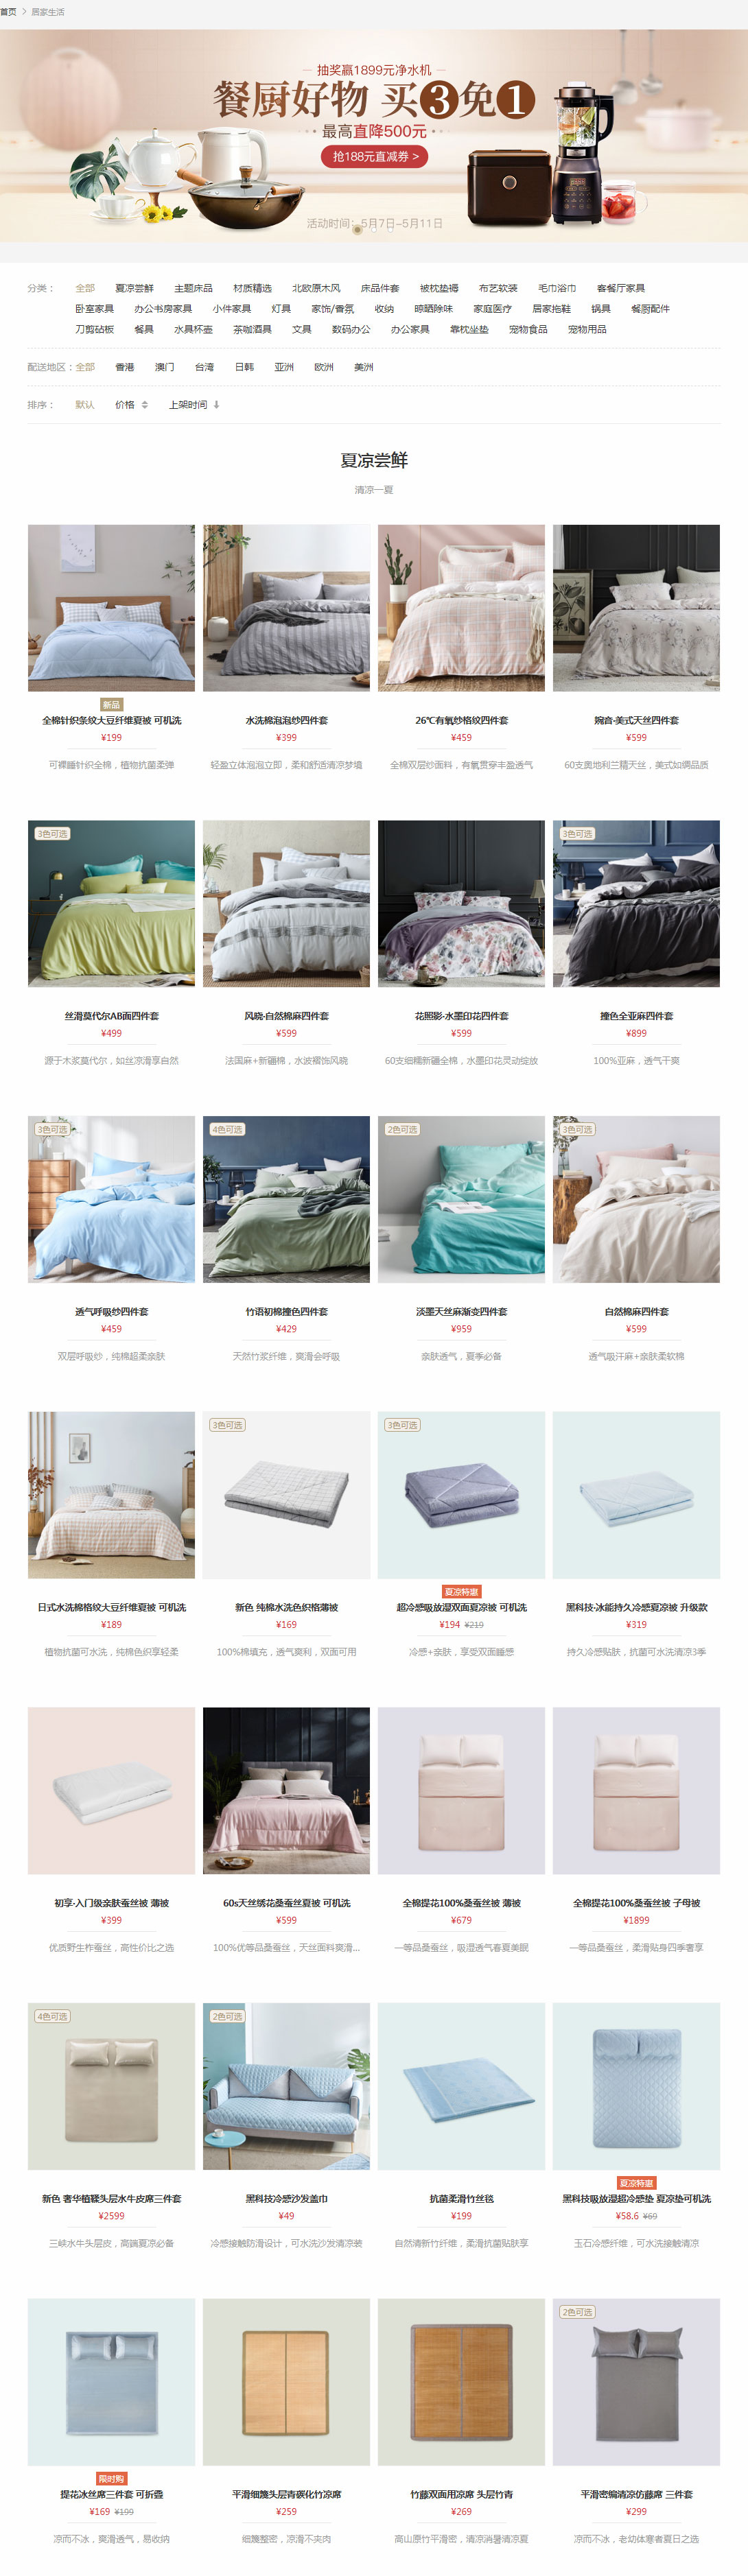 首页 > 居家生活
抽奖赢1899元净水机
餐厨好物 买3免1
最高直降500元
抢188元直减券 >
活动时间：5月7日-5月11日
分类： 全部 夏凉尝鲜 主题床品 材质精选 北欧原木风 床品件套 被枕垫褥 布艺软装 毛巾浴巾 客餐厅家具
卧室家具 办公书房家具 小件家具 灯具 家饰/香氛 收纳 晾晒除味 家庭医疗 居家拖鞋 锅具 餐厨配件
刀剪砧板 餐具 水具杯壶 茶咖酒具 文具 数码办公 办公家具 靠枕坐垫 宠物食品 宠物用品
配送地区：全部 香港 澳门 台湾 日韩 亚洲 欧洲 美洲
排序： 默认 价格 上架时间
夏凉尝鲜
清凉一夏
新品
全棉针织条纹大豆纤维夏被 可机洗 水洗棉泡泡纱四件套 26℃有氧纱格纹四件套 婉音·美式天丝四件套
¥199 ¥399 ¥459 ¥599
可裸睡针织全棉，植物抗菌柔弹 轻盈立体泡泡立即，柔和舒适清凉梦境 全棉双层纱面料，有氧贯穿丰盈透气 60支奥地利兰精天丝，美式如绸品质
3色可选 3色可选
丝滑莫代尔AB面四件套 风晓·自然棉麻四件套 花照影·水墨印花四件套 撞色全亚麻四件套
¥499 ¥599 ¥599 ¥899
源于木浆莫代尔，如丝凉滑享自然 法国麻+新疆棉，水波褶饰风晓 60支细糯新疆全棉，水墨印花灵动绽放 100%亚麻，透气干爽
3色可选 4色可选 2色可选 3色可选
透气呼吸纱四件套 竹语初棉撞色四件套 淡墨天丝麻渐变四件套 自然棉麻四件套
¥459 ¥429 ¥959 ¥599
双层呼吸纱，纯棉超柔亲肤 天然竹浆纤维，爽滑会呼吸 亲肤透气，夏季必备 透气吸汗麻+亲肤柔软棉
3色可选 3色可选
夏凉特惠
日式水洗棉格纹大豆纤维夏被 可机洗 新色 纯棉水洗色织格薄被 超冷感吸放湿双面夏凉被 可机洗 黑科技·冰能持久冷感夏凉被 升级款
¥189 ¥169 ¥194 ¥219 ¥319
植物抗菌可水洗，纯棉色织享轻柔 100%棉填充，透气爽利，双面可用 冷感+亲肤，享受双面睡感 持久冷感贴肤，抗菌可水洗清凉3季
初享·入门级亲肤蚕丝被 薄被 60s天丝绣花桑蚕丝夏被 可机洗 全棉提花100%桑蚕丝被 薄被 全棉提花100%桑蚕丝被 子母被
¥399 ¥599 ¥679 ¥1899
优质野生柞蚕丝，高性价比之选 100%优等品桑蚕丝，天丝面料爽滑... 一等品桑蚕丝，吸湿透气春夏美眠 一等品桑蚕丝，柔滑贴身四季奢享
4色可选 2色可选
夏凉特惠
新色 奢华植鞣头层水牛皮席三件套 黑科技冷感沙发盖巾 抗菌柔滑竹丝毯 黑科技吸放湿超冷感垫 夏凉垫可机洗
¥2599 ¥49 ¥199 ¥58.6 ¥69
三峡水牛头层皮，高端夏凉必备 冷感接触防滑设计，可水洗沙发清凉装 自然清新竹纤维，柔滑抗菌贴肤享 玉石冷感纤维，可水洗接触清凉
2色可选
限时购
提花冰丝席三件套 可折叠 平滑细篾头层青碳化竹凉席 竹藤双面用凉席 头层竹青 平滑密编清凉仿藤席 三件套
¥169 ¥199 ¥259 ¥269 ¥299
凉而不冰，爽滑透气，易收纳 细篾整密，凉滑不夹肉 高山原竹平滑密，清凉消暑清凉夏 凉而不冰，老幼体寒者夏日之选